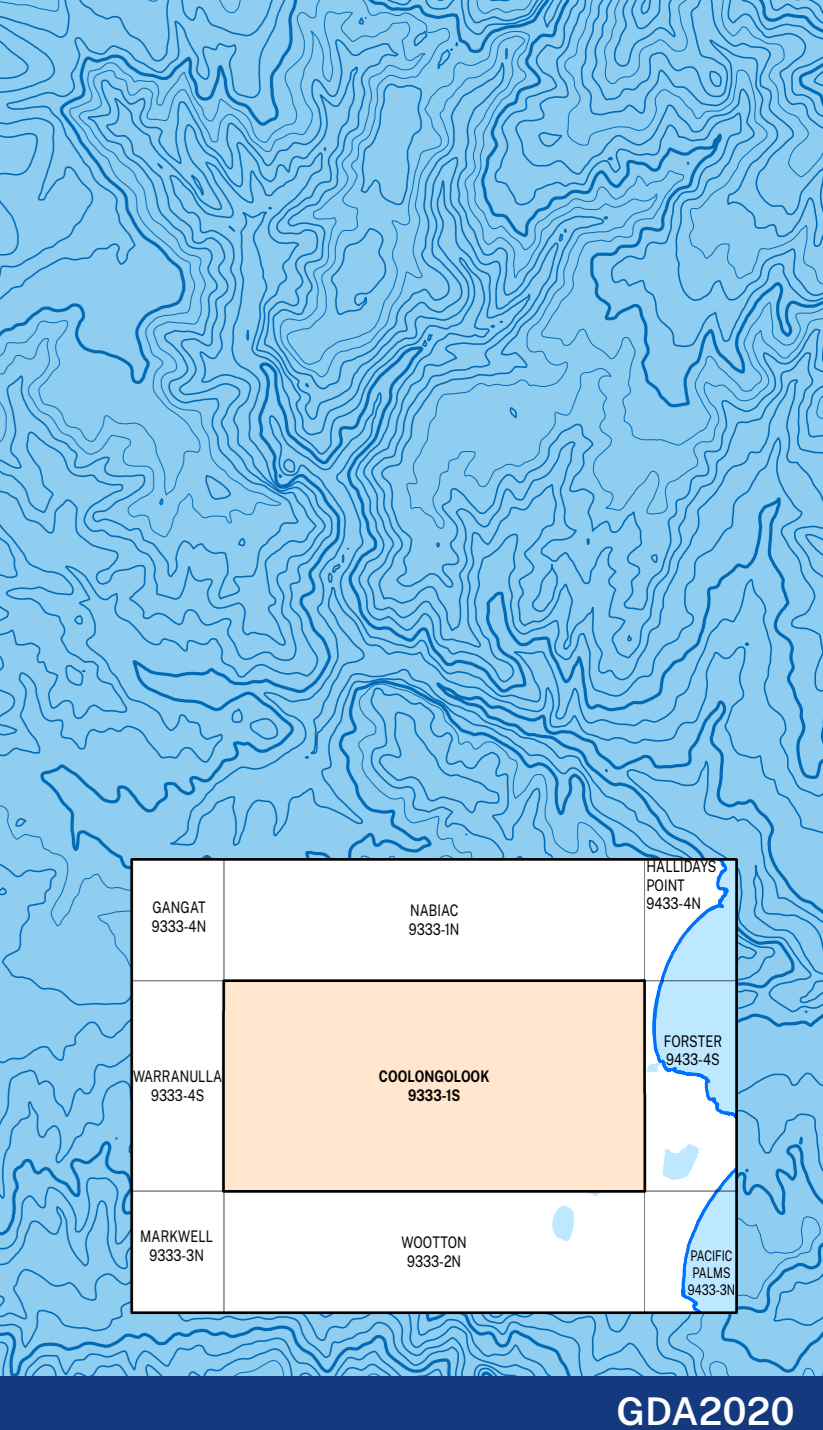 HALLIDAYS
POINT
9433-4N
GANGAT
9333-4N
NABIAC
9333-1N
FORSTER
9433-4S
WARRANULLA
9333-4S
COOLONGOLOOK
9333-1S
MARKWELL
9333-3N
WOOTTON
9333-2N
PACIFIC
PALMS
9433-3N
GDA2020